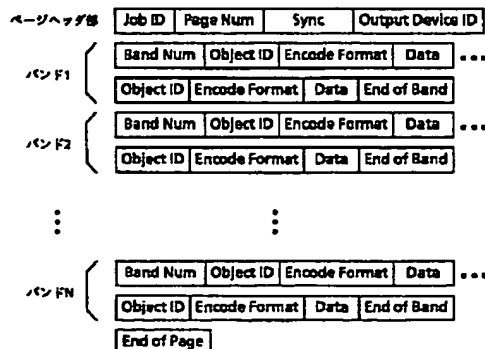 ページヘッダ部 Job ID Page Num Sync Output Device ID
Band Num Object ID Encode Format Data •••
バンド1
Object ID Encode Format Data End of Band
Band Num Object ID Encode Format Data •••
バンド2
Object ID Encode Format Data End of Band
Band Num Object ID Encode Format Data •••
バンドN
Object ID Encode Format Data End of Band
End of Page